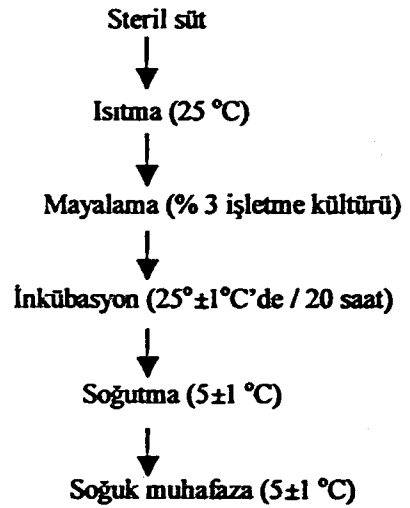 Steril süt
Isıtma (25 °C)
Mayalama (% 3 işletme kültürü)
İnkübasyon (25°±1°C'de / 20 saat)
Soğutma (5±1 °C)
Soğuk muhafaza (5±1 °C)